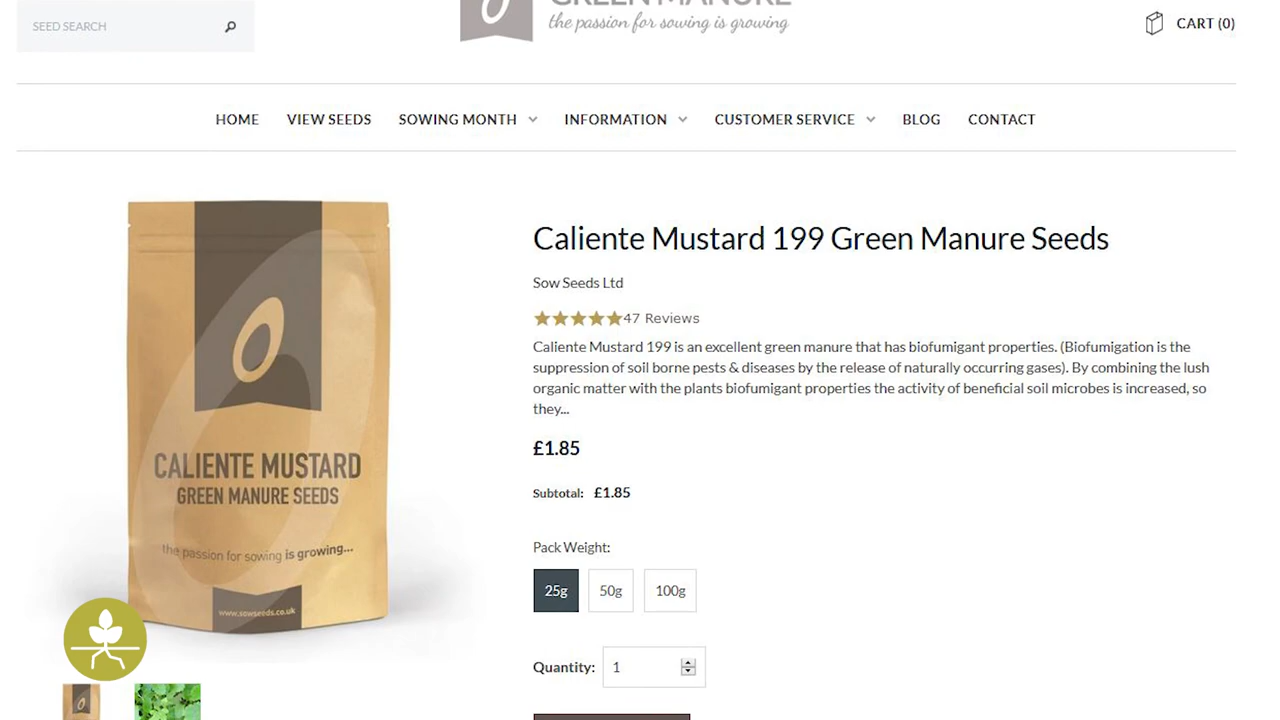 SEED SEARCH
GREEN MANURE
the passion for sowing is growing
CART (0)
HOME
VIEW SEEDS
SOWING MONTH
INFORMATION
CUSTOMER SERVICE
BLOG
CONTACT
CALIENTE MUSTARD
GREEN MANURE SEEDS
the passion for sowing is growing...
www.sowseeds.co.uk
Caliente Mustard 199 Green Manure Seeds
Sow Seeds Ltd
47 Reviews
Caliente Mustard 199 is an excellent green manure that has biofumigant properties. (Biofumigation is the
suppression of soil borne pests & diseases by the release of naturally occurring gases). By combining the lush
organic matter with the plants biofumigant properties the activity of beneficial soil microbes is increased, so
they...
£1.85
Subtotal: £1.85
Pack Weight:
25g
50g
100g
Quantity: 1